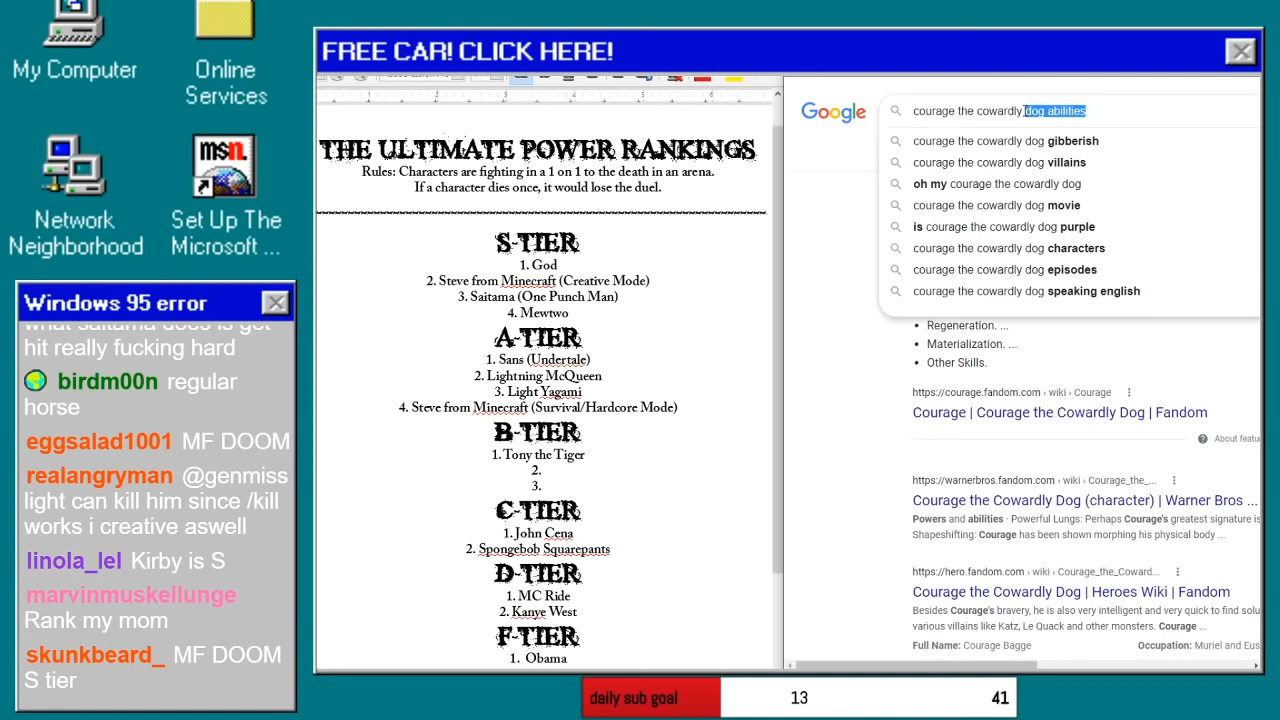 My Computer
Online
Services
msn.
Network
Neighborhood
Set Up The
Microsoft ...
Windows 95 error
what saitama does is get
hit really fucking hard
birdm00n regular
horse
eggsalad1001 MF DOOM
realangryman @genmiss
light can kill him since /kill
works i creative aswell
linola_lel Kirby is S
marvinmuskellunge
Rank my mom
skunkbeard_ MF DOOM
S tier
FREE CAR! CLICK HERE!
1 2 3 4 5 6
THE ULTIMATE POWER RANKINGS
Rules: Characters are fighting in a 1 on 1 to the death in an arena.
If a character dies once, it would lose the duel.
S-TIER
1. God
2. Steve from Minecraft (Creative Mode)
3. Saitama (One Punch Man)
4. Mewtwo
A-TIER
1. Sans (Undertale)
2. Lightning McQueen
3. Light Yagami
4. Steve from Minecraft (Survival/Hardcore Mode)
B-TIER
1. Tony the Tiger
2.
3.
C-TIER
1. John Cena
2. Spongebob Squarepants
D-TIER
1. MC Ride
2. Kanye West
F-TIER
1. Obama
Google
courage the cowardly dog abilities
courage the cowardly dog gibberish
courage the cowardly dog villains
oh my courage the cowardly dog
courage the cowardly dog movie
is courage the cowardly dog purple
courage the cowardly dog characters
courage the cowardly dog episodes
courage the cowardly dog speaking english
• Regeneration. ...
• Materialization. ...
• Other Skills.
https://courage.fandom.com › wiki › Courage
Courage | Courage the Cowardly Dog | Fandom
About featu
https://warnerbros.fandom.com › wiki › Courage_the_...
Courage the Cowardly Dog (character) | Warner Bros ...
Powers and abilities · Powerful Lungs: Perhaps Courage's greatest signature is
Shapeshifting: Courage has been shown morphing his physical body ...
https://hero.fandom.com › wiki › Courage_the_Coward...
Courage the Cowardly Dog | Heroes Wiki | Fandom
Besides Courage's bravery, he is also very intelligent and very quick to find solu
various villains like Katz, Le Quack and other monsters. Courage ...
Full Name: Courage Bagge Occupation: Muriel and Eus
daily sub goal 13 41